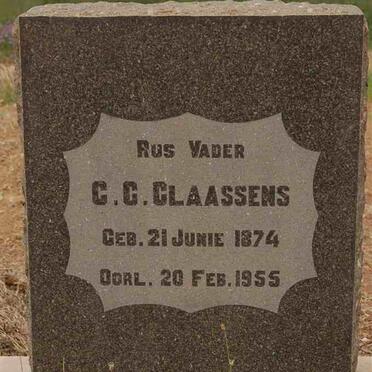 RUS VADER
C.C.CLAASSENS
GEB. 21 JUNIE 1874
OORL. 20 FEB.1955